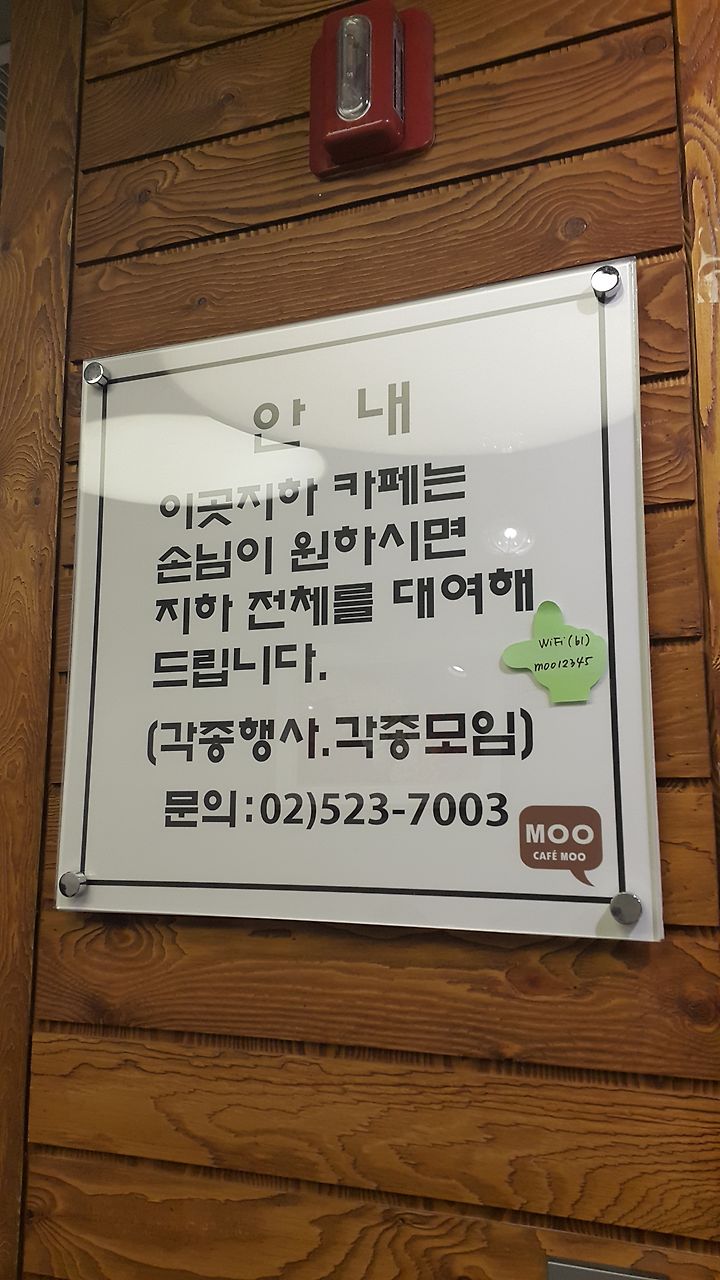 안 내
이곳지하 카페는
손님이 원하시면
지하 전체를 대여해
드립니다.
WiFi (b1)
moo12345
(각종행사.각종모임)
문의:02)523-7003
MOO
CAFÉ MOO